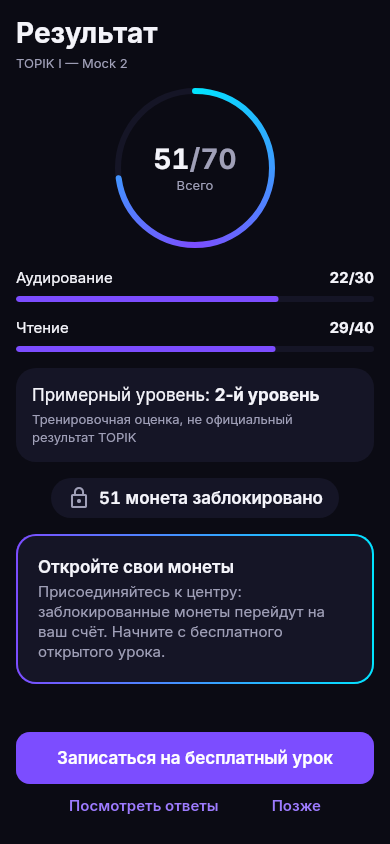 Результат
TOPIK I — Mock 2
51/70
Всего
Аудирование 22/30
Чтение 29/40
Примерный уровень: 2-й уровень
Тренировочная оценка, не официальный
результат TOPIK
51 монета заблокировано
Откройте свои монеты
Присоединяйтесь к центру:
заблокированные монеты перейдут на
ваш счёт. Начните с бесплатного
открытого урока.
Записаться на бесплатный урок
Посмотреть ответы Позже